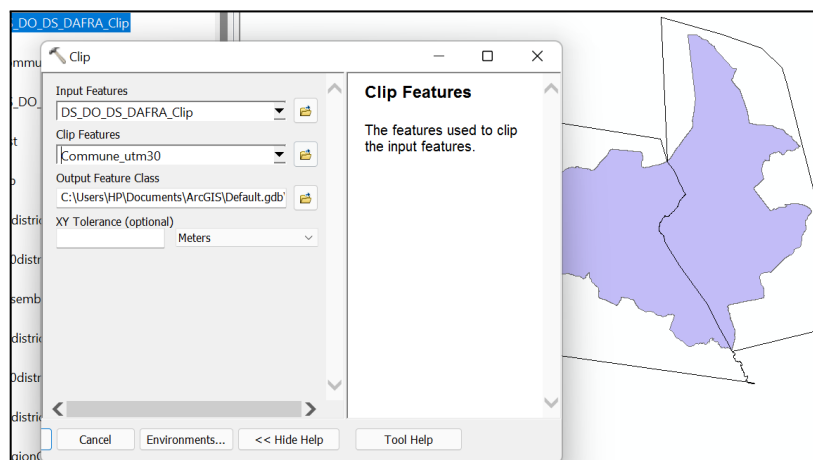 _DO_DS_DAFRA_Clip
Clip
Input Features
DS_DO_DS_DAFRA_Clip
Clip Features
Commune_utm30
Output Feature Class
C:\Users\HP\Documents\ArcGIS\Default.gdb\
XY Tolerance (optional)
Meters
Clip Features
The features used to clip
the input features.
Cancel
Environments...
<< Hide Help
Tool Help